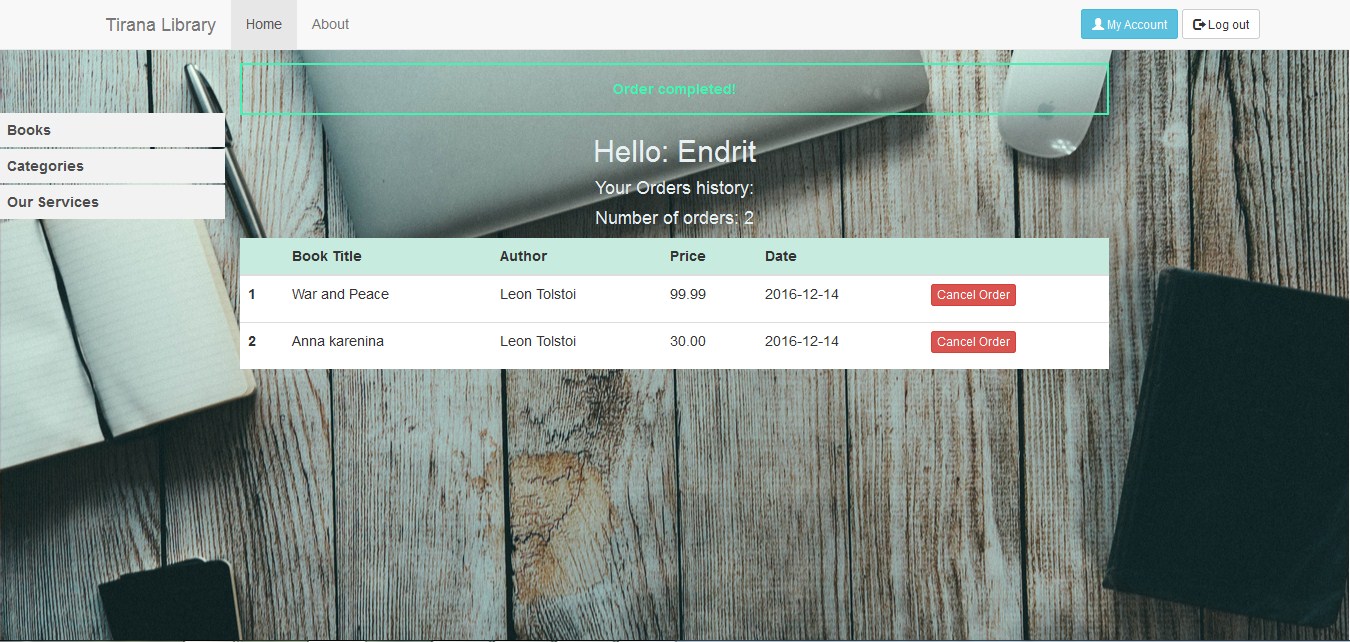 Tirana Library Home About My Account Log out
Order completed!
Books
Categories
Our Services
Hello: Endrit
Your Orders history:
Number of orders: 2
Book Title Author Price Date
1 War and Peace Leon Tolstoi 99.99 2016-12-14 Cancel Order
2 Anna karenina Leon Tolstoi 30.00 2016-12-14 Cancel Order